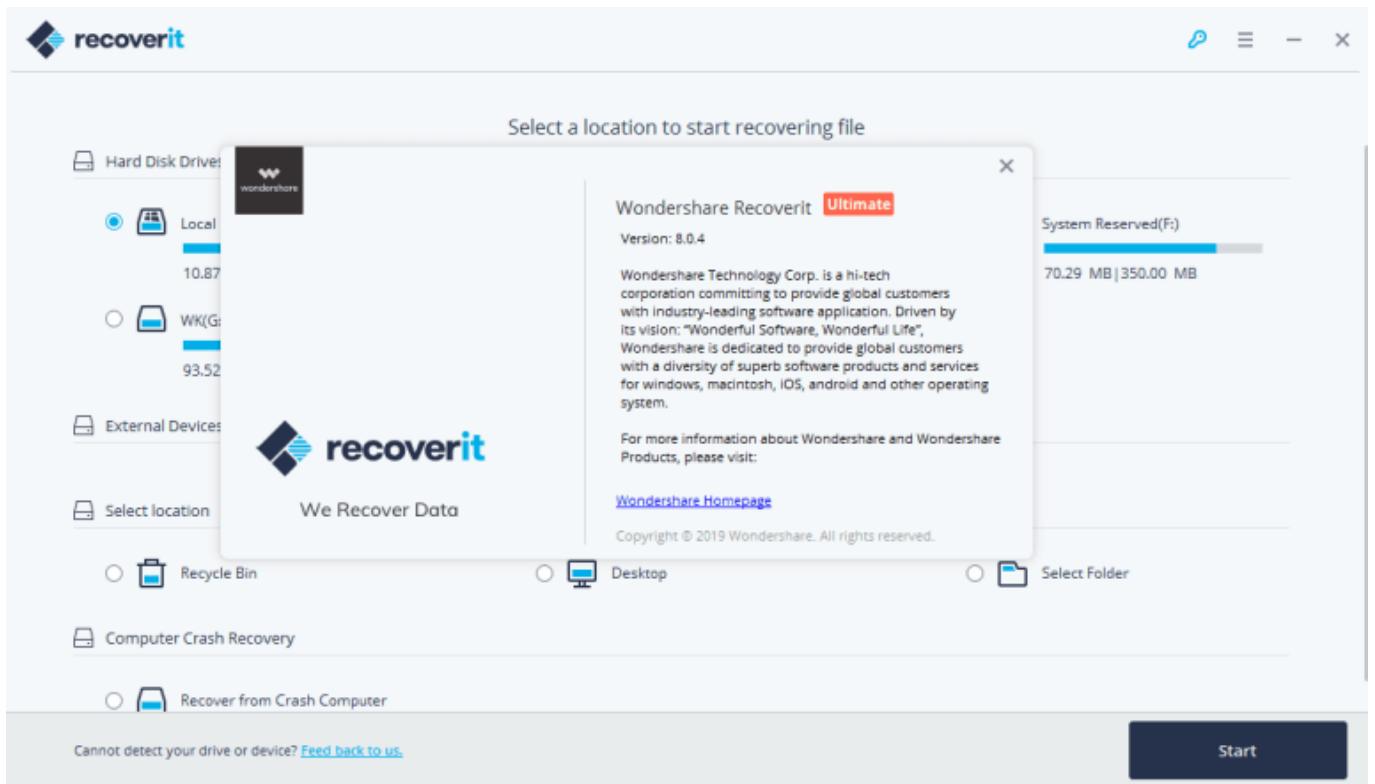 recoverit
Select a location to start recovering file
Hard Disk Drives
Local
10.87
System Reserved(F:)
70.29 MB|350.00 MB
WK(G:
93.52
External Devices
Select location
Recycle Bin
Desktop
Select Folder
Computer Crash Recovery
Recover from Crash Computer
Cannot detect your drive or device? Feed back to us.
Start
wondershare
recoverit
We Recover Data
Wondershare Recoverit Ultimate
Version: 8.0.4
Wondershare Technology Corp. is a hi-tech
corporation committing to provide global customers
with industry-leading software application. Driven by
its vision: “Wonderful Software, Wonderful Life”,
Wondershare is dedicated to provide global customers
with a diversity of superb software products and services
for windows, macintosh, iOS, android and other operating
system.
For more information about Wondershare and Wondershare
Products, please visit:
Wondershare Homepage
Copyright © 2019 Wondershare. All rights reserved.